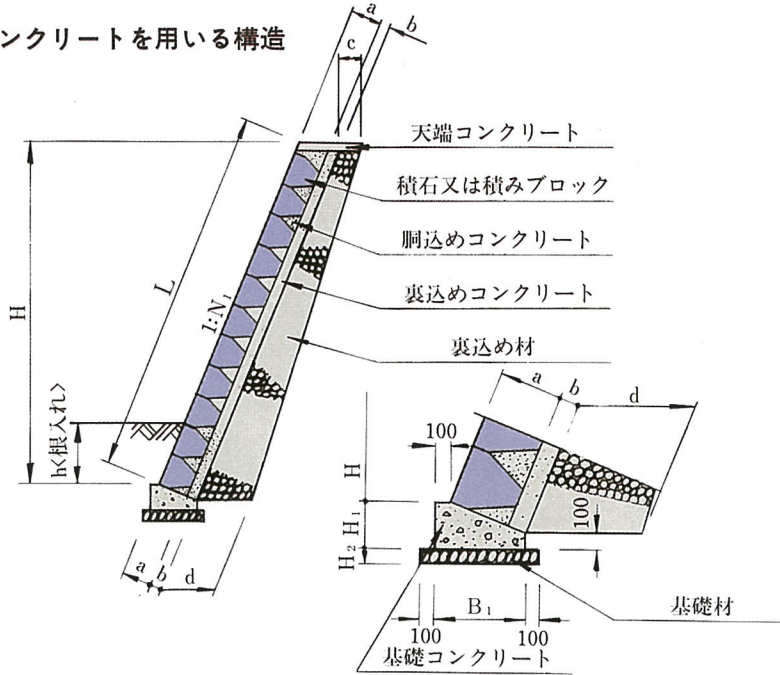 ンクリートを用いる構造
a
b
c
天端コンクリート
積石又は積みブロック
胴込めコンクリート
裏込めコンクリート
裏込め材
H
L
1:N₁
h<根入れ>
a
b
d
a
b
d
100
H
H₁
H₂
100
B₁
100
100
基礎材
基礎コンクリート